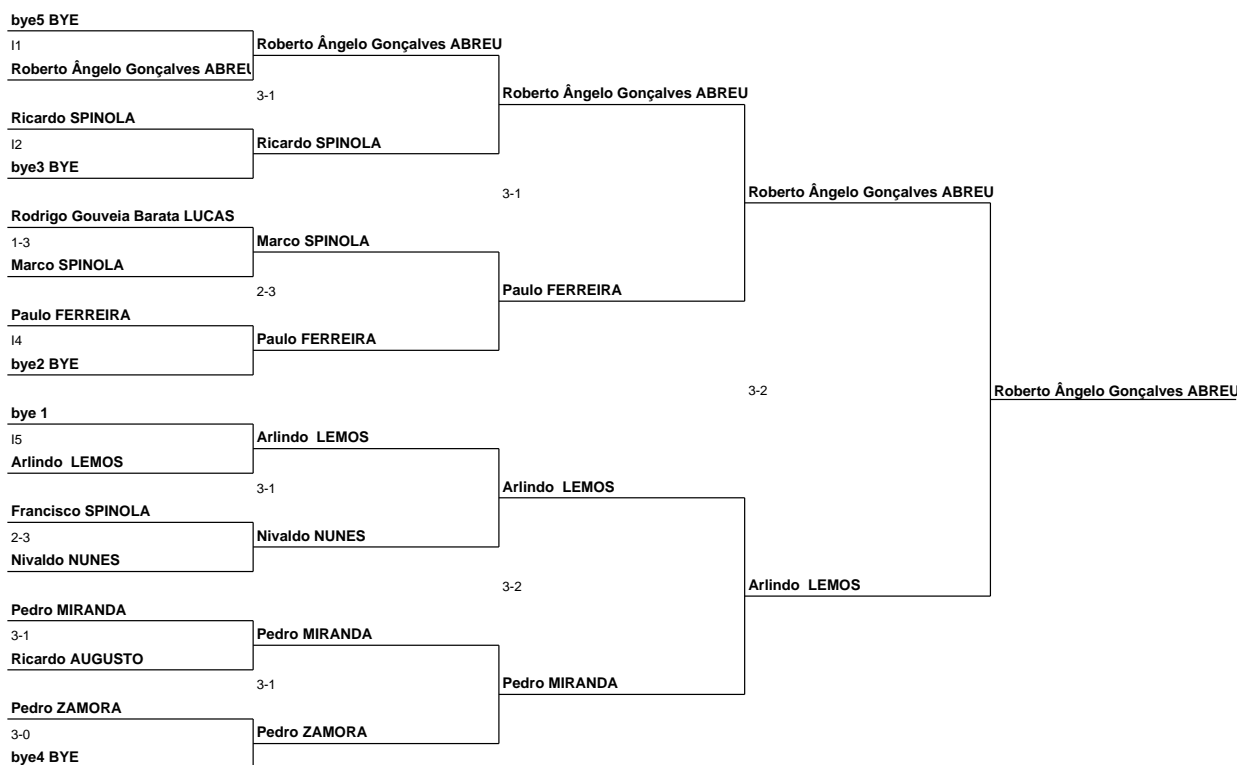 bye5 BYE
I1
Roberto Ângelo Gonçalves ABREU
Ricardo SPINOLA
I2
bye3 BYE
Rodrigo Gouveia Barata LUCAS
1-3
Marco SPINOLA
Paulo FERREIRA
I4
bye2 BYE
bye 1
I5
Arlindo LEMOS
Francisco SPINOLA
2-3
Nivaldo NUNES
Pedro MIRANDA
3-1
Ricardo AUGUSTO
Pedro ZAMORA
3-0
bye4 BYE
Roberto Ângelo Gonçalves ABREU
3-1
Ricardo SPINOLA
Marco SPINOLA
2-3
Paulo FERREIRA
Arlindo LEMOS
3-1
Nivaldo NUNES
Pedro MIRANDA
3-1
Pedro ZAMORA
Roberto Ângelo Gonçalves ABREU
3-1
Paulo FERREIRA
Arlindo LEMOS
3-2
Pedro MIRANDA
Roberto Ângelo Gonçalves ABREU
3-2
Arlindo LEMOS
Roberto Ângelo Gonçalves ABREU